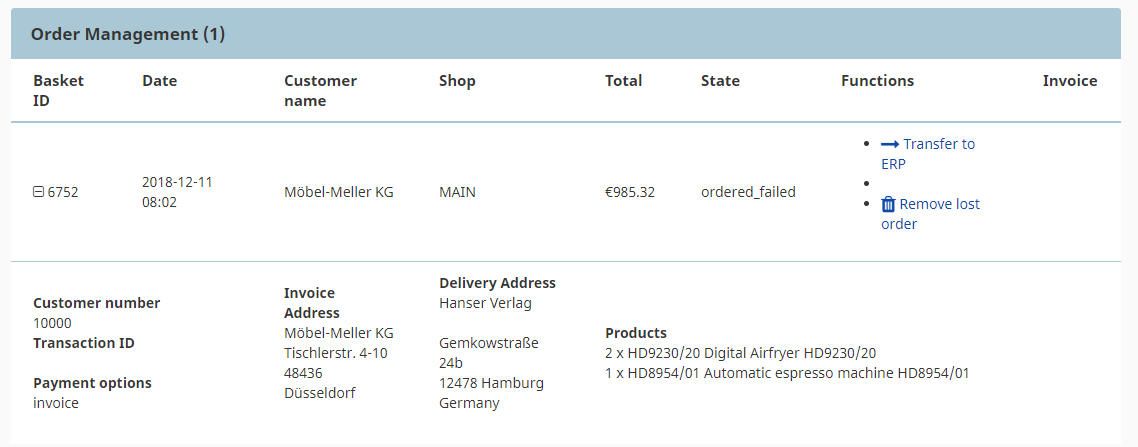 Order Management (1)
Basket
ID
Date
Customer
name
Shop
Total
State
Functions
Invoice
6752
2018-12-11
08:02
Möbel-Meller KG
MAIN
€985.32
ordered_failed
Transfer to
ERP
Remove lost
order
Customer number
10000
Transaction ID
Payment options
invoice
Invoice
Address
Möbel-Meller KG
Tischlerstr. 4-10
48436
Düsseldorf
Delivery Address
Hanser Verlag
Gemkowstraße
24b
12478 Hamburg
Germany
Products
2 x HD9230/20 Digital Airfryer HD9230/20
1 x HD8954/01 Automatic espresso machine HD8954/01